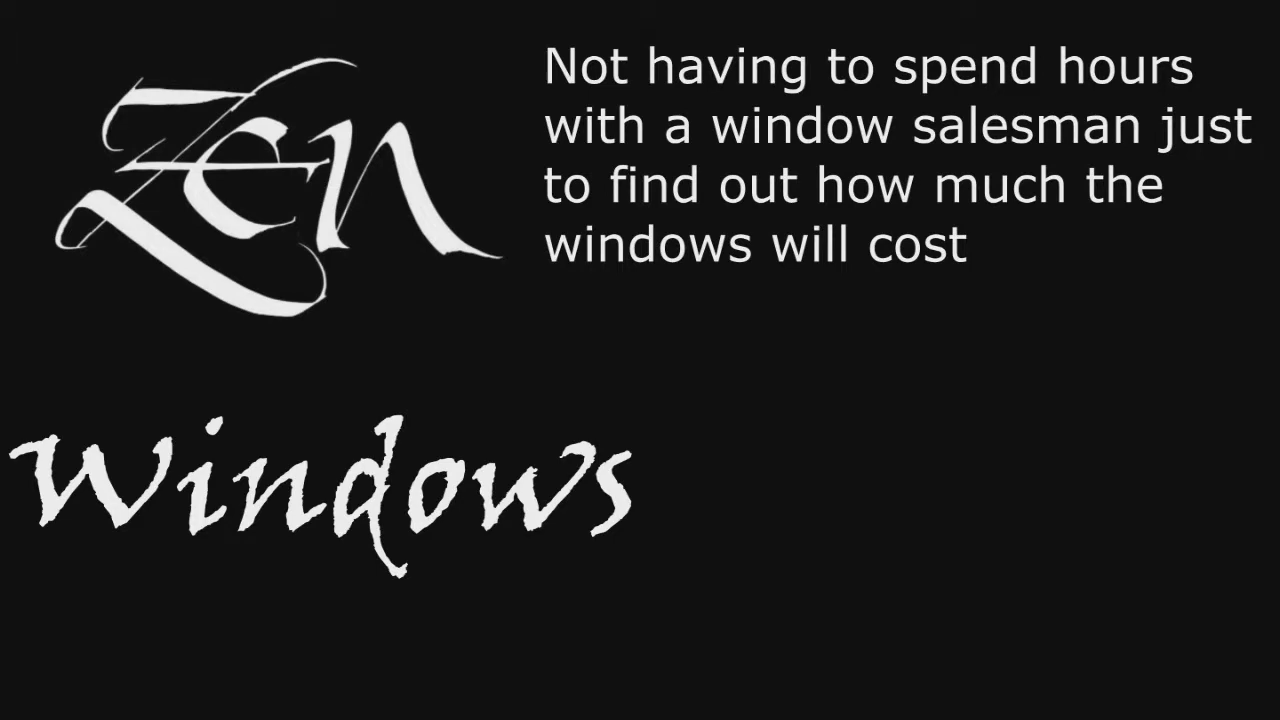 Zen
Not having to spend hours
with a window salesman just
to find out how much the
windows will cost
Windows